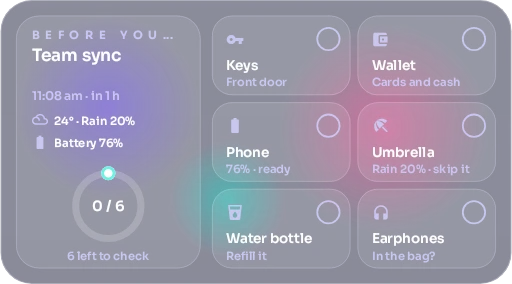 BEFORE YOU...
Team sync
11:08 am · in 1 h
24° · Rain 20%
Battery 76%
0 / 6
6 left to check
Keys
Front door
Wallet
Cards and cash
Phone
76% · ready
Umbrella
Rain 20% · skip it
Water bottle
Refill it
Earphones
In the bag?